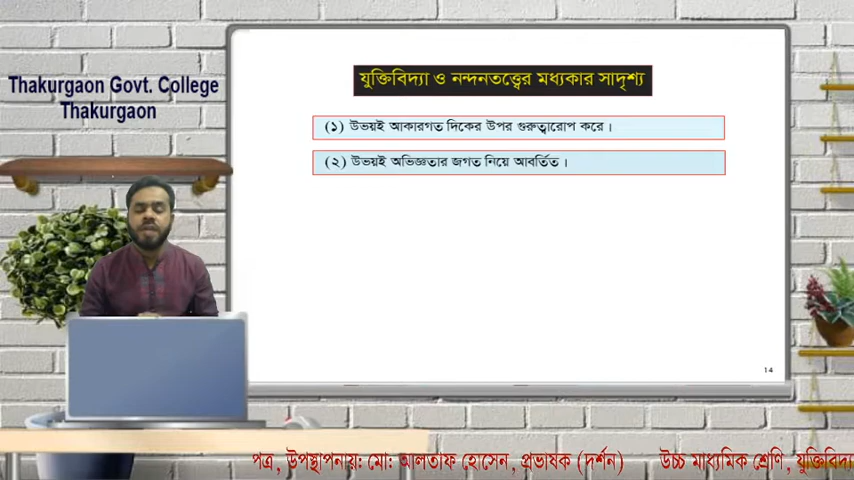 Thakurgaon Govt. College
Thakurgaon
যুক্তিবিদ্যা ও নন্দনতত্ত্বের মধ্যকার সাদৃশ্য
(১) উভয়ই আকারগত দিকের উপর গুরুত্বারোপ করে।
(২) উভয়ই অভিজ্ঞতার জগত নিয়ে আবর্তিত।
14
পত্র, উপস্থাপনায়: মো: আলতাফ হোসেন, প্রভাষক (দর্শন) উচ্চ মাধ্যমিক শ্রেণি, যুক্তিবিদ্য